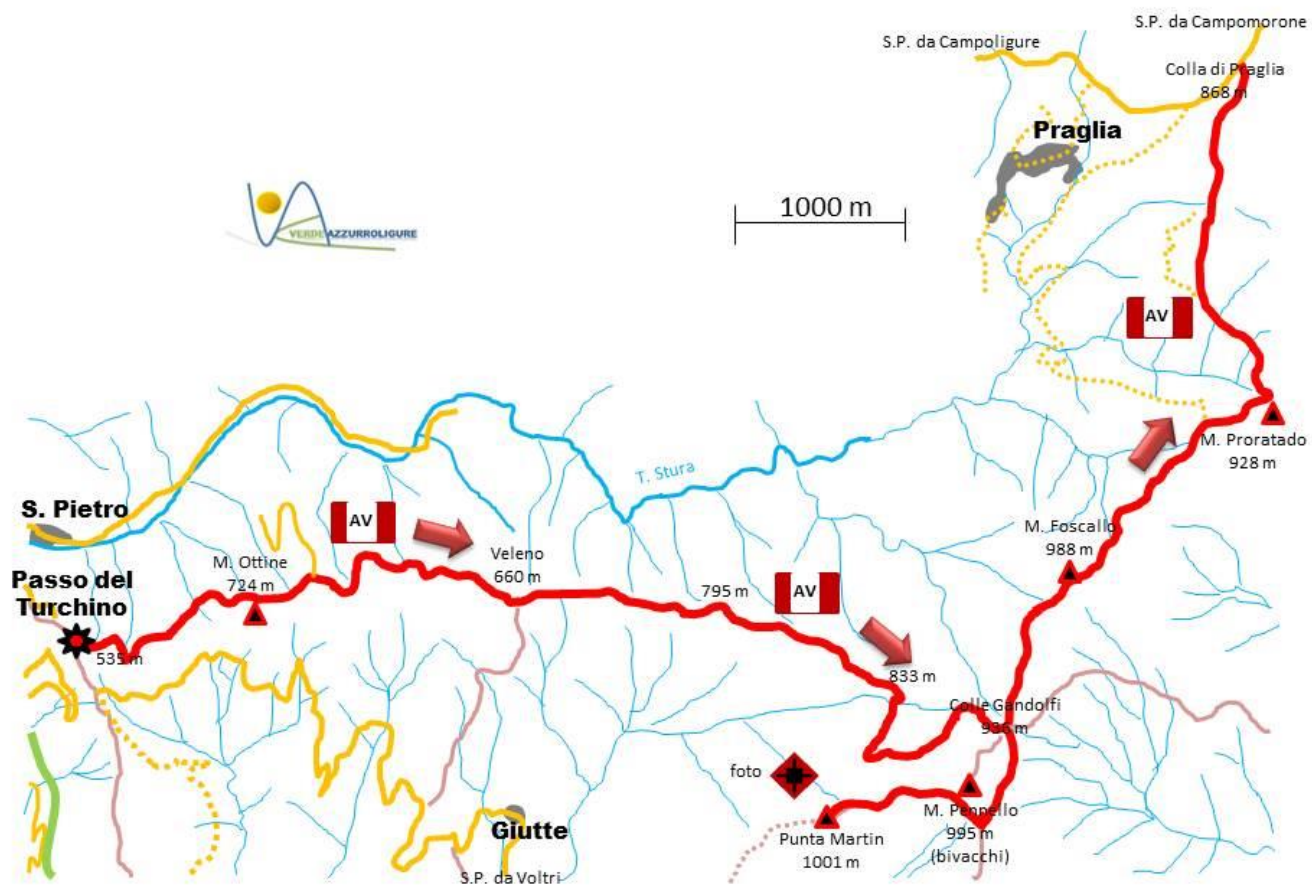 S.P. da Campomorone
S.P. da Campoligure
Colla di Praglia
868 m
Praglia
1000 m
VERDEAZZURROLIGURE
AV
M. Proratado
928 m
T. Stura
S. Pietro
AV
M. Foscallo
988 m
Veleno
660 m
M. Ottine
724 m
Passo del
Turchino
535 m
795 m
AV
833 m
Colle Gandolfi
936 m
foto
M. Penpello
995 m
(bivacchi)
Punta Martin
1001 m
Giutte
S.P. da Voltri